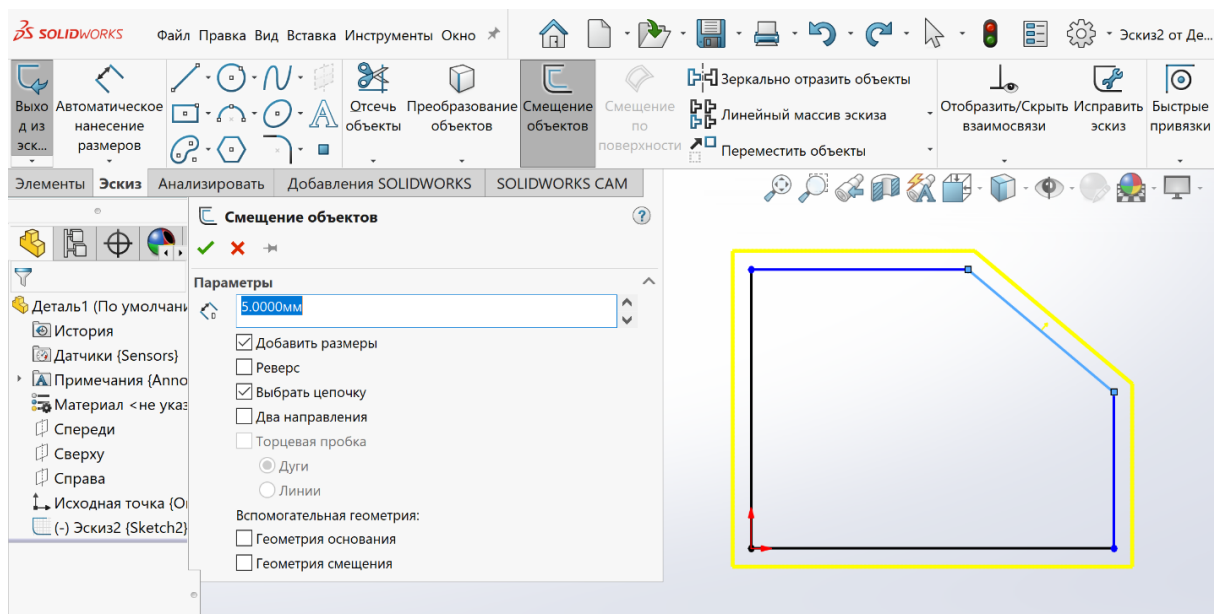 SOLIDWORKS Файл Правка Вид Вставка Инструменты Окно Эскиз2 от Де...
Выхо
д из
эск...
Автоматическое
нанесение
размеров
Отсечь
объекты
Преобразование
объектов
Смещение
объектов
Смещение
по
поверхности
Зеркально отразить объекты
Линейный массив эскиза
Переместить объекты
Отобразить/Скрыть
взаимосвязи
Исправить
эскиз
Быстрые
привязки
Элементы Эскиз Анализировать Добавления SOLIDWORKS SOLIDWORKS CAM
Смещение объектов
Параметры
5.0000мм
Добавить размеры
Реверс
Выбрать цепочку
Два направления
Торцевая пробка
Дуги
Линии
Вспомогательная геометрия:
Геометрия основания
Геометрия смещения
Деталь1 (По умолчани
История
Датчики {Sensors}
Примечания {Anno
Материал <не указ
Спереди
Сверху
Справа
Исходная точка {O
(-) Эскиз2 {Sketch2}